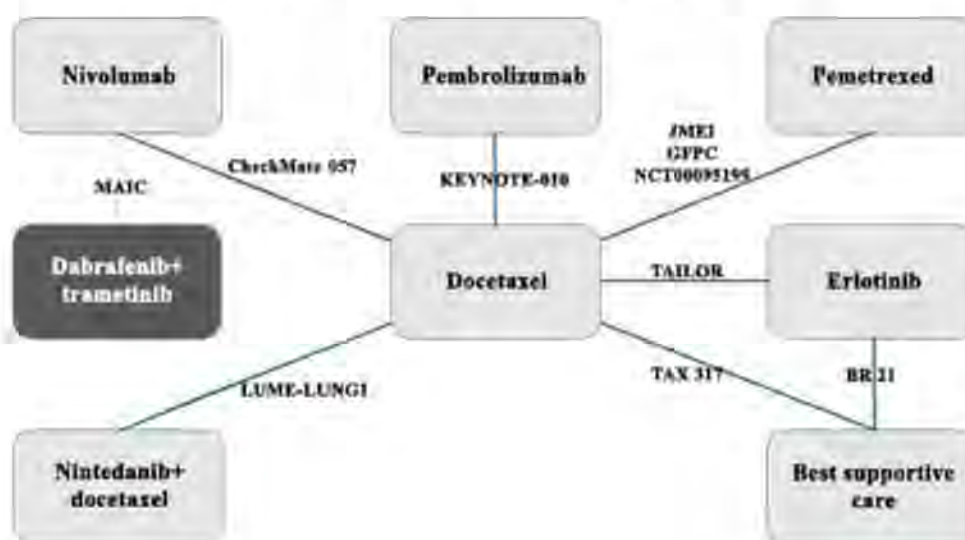 Nivolumab
Pembrolizumab
Pemetrexed
JMEI
GFPC
NCT00095199
CheckMate 057
KEYNOTE-010
MAIC
Dabrafenib+
trametinib
Docetaxel
TAILOR
Erlotinib
LUME-LUNG1
TAX 317
BR 21
Nintedanib+
docetaxel
Best supportive
care